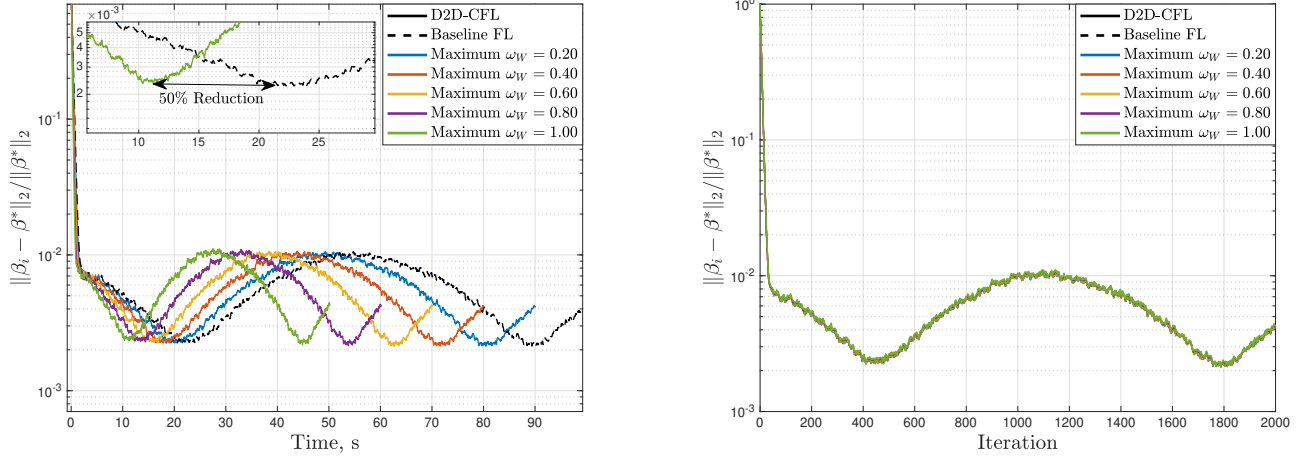 ×10⁻³
5
4
3
2
50% Reduction
10 15 20 25
D2D-CFL
Baseline FL
Maximum ω_W = 0.20
Maximum ω_W = 0.40
Maximum ω_W = 0.60
Maximum ω_W = 0.80
Maximum ω_W = 1.00
10⁻¹
10⁻²
10⁻³
‖β_i − β*‖₂/‖β*‖₂
0 10 20 30 40 50 60 70 80 90
Time, s
D2D-CFL
Baseline FL
Maximum ω_W = 0.20
Maximum ω_W = 0.40
Maximum ω_W = 0.60
Maximum ω_W = 0.80
Maximum ω_W = 1.00
10⁰
10⁻¹
10⁻²
10⁻³
‖β_i − β*‖₂/‖β*‖₂
0 200 400 600 800 1000 1200 1400 1600 1800 2000
Iteration